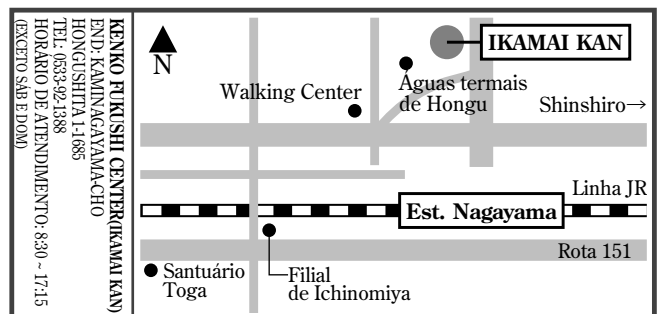 KENKO FUKUSHI CENTER(IKAMAI KAN)
END: KAMINAGAYAMA-CHO
HONGUSHITA 1-1685
TEL: 0533-92-1388
HORÁRIO DE ATENDIMENTO: 8:30 ~ 17:15
(EXCETO SÁB E DOM)
N
IKAMAI KAN
Águas termais
de Hongu
Walking Center
Shinshiro→
Linha JR
Est. Nagayama
Rota 151
Santuário
Toga
Filial
de Ichinomiya